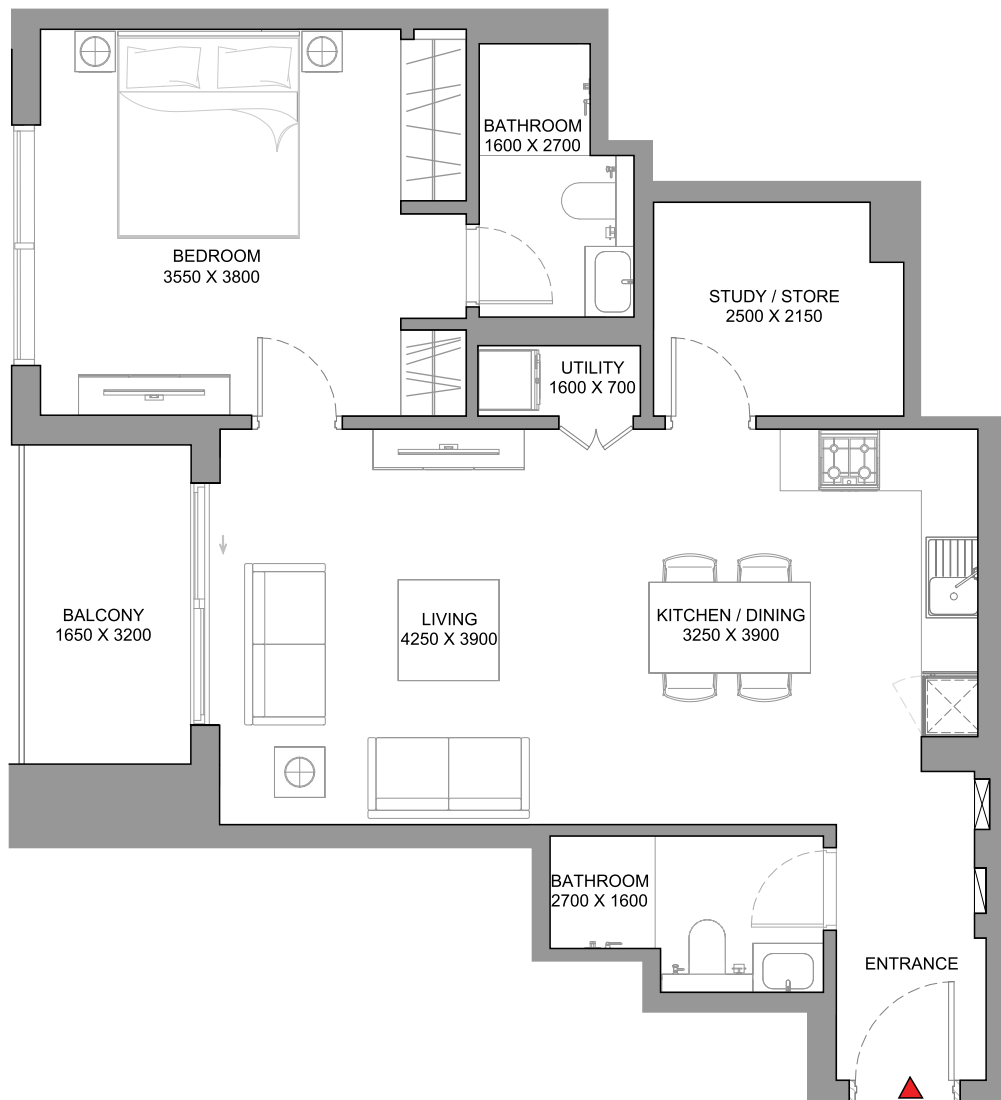 BATHROOM
1600 X 2700
BEDROOM
3550 X 3800
STUDY / STORE
2500 X 2150
UTILITY
1600 X 700
BALCONY
1650 X 3200
LIVING
4250 X 3900
KITCHEN / DINING
3250 X 3900
BATHROOM
2700 X 1600
ENTRANCE